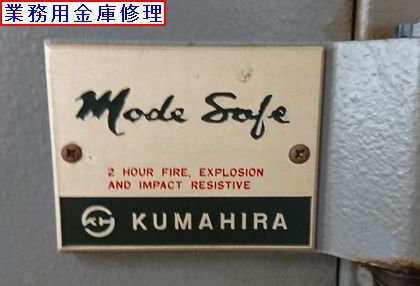 業務用金庫修理
Mode Safe
2 HOUR FIRE, EXPLOSION
AND IMPACT RESISTIVE
KUMAHIRA